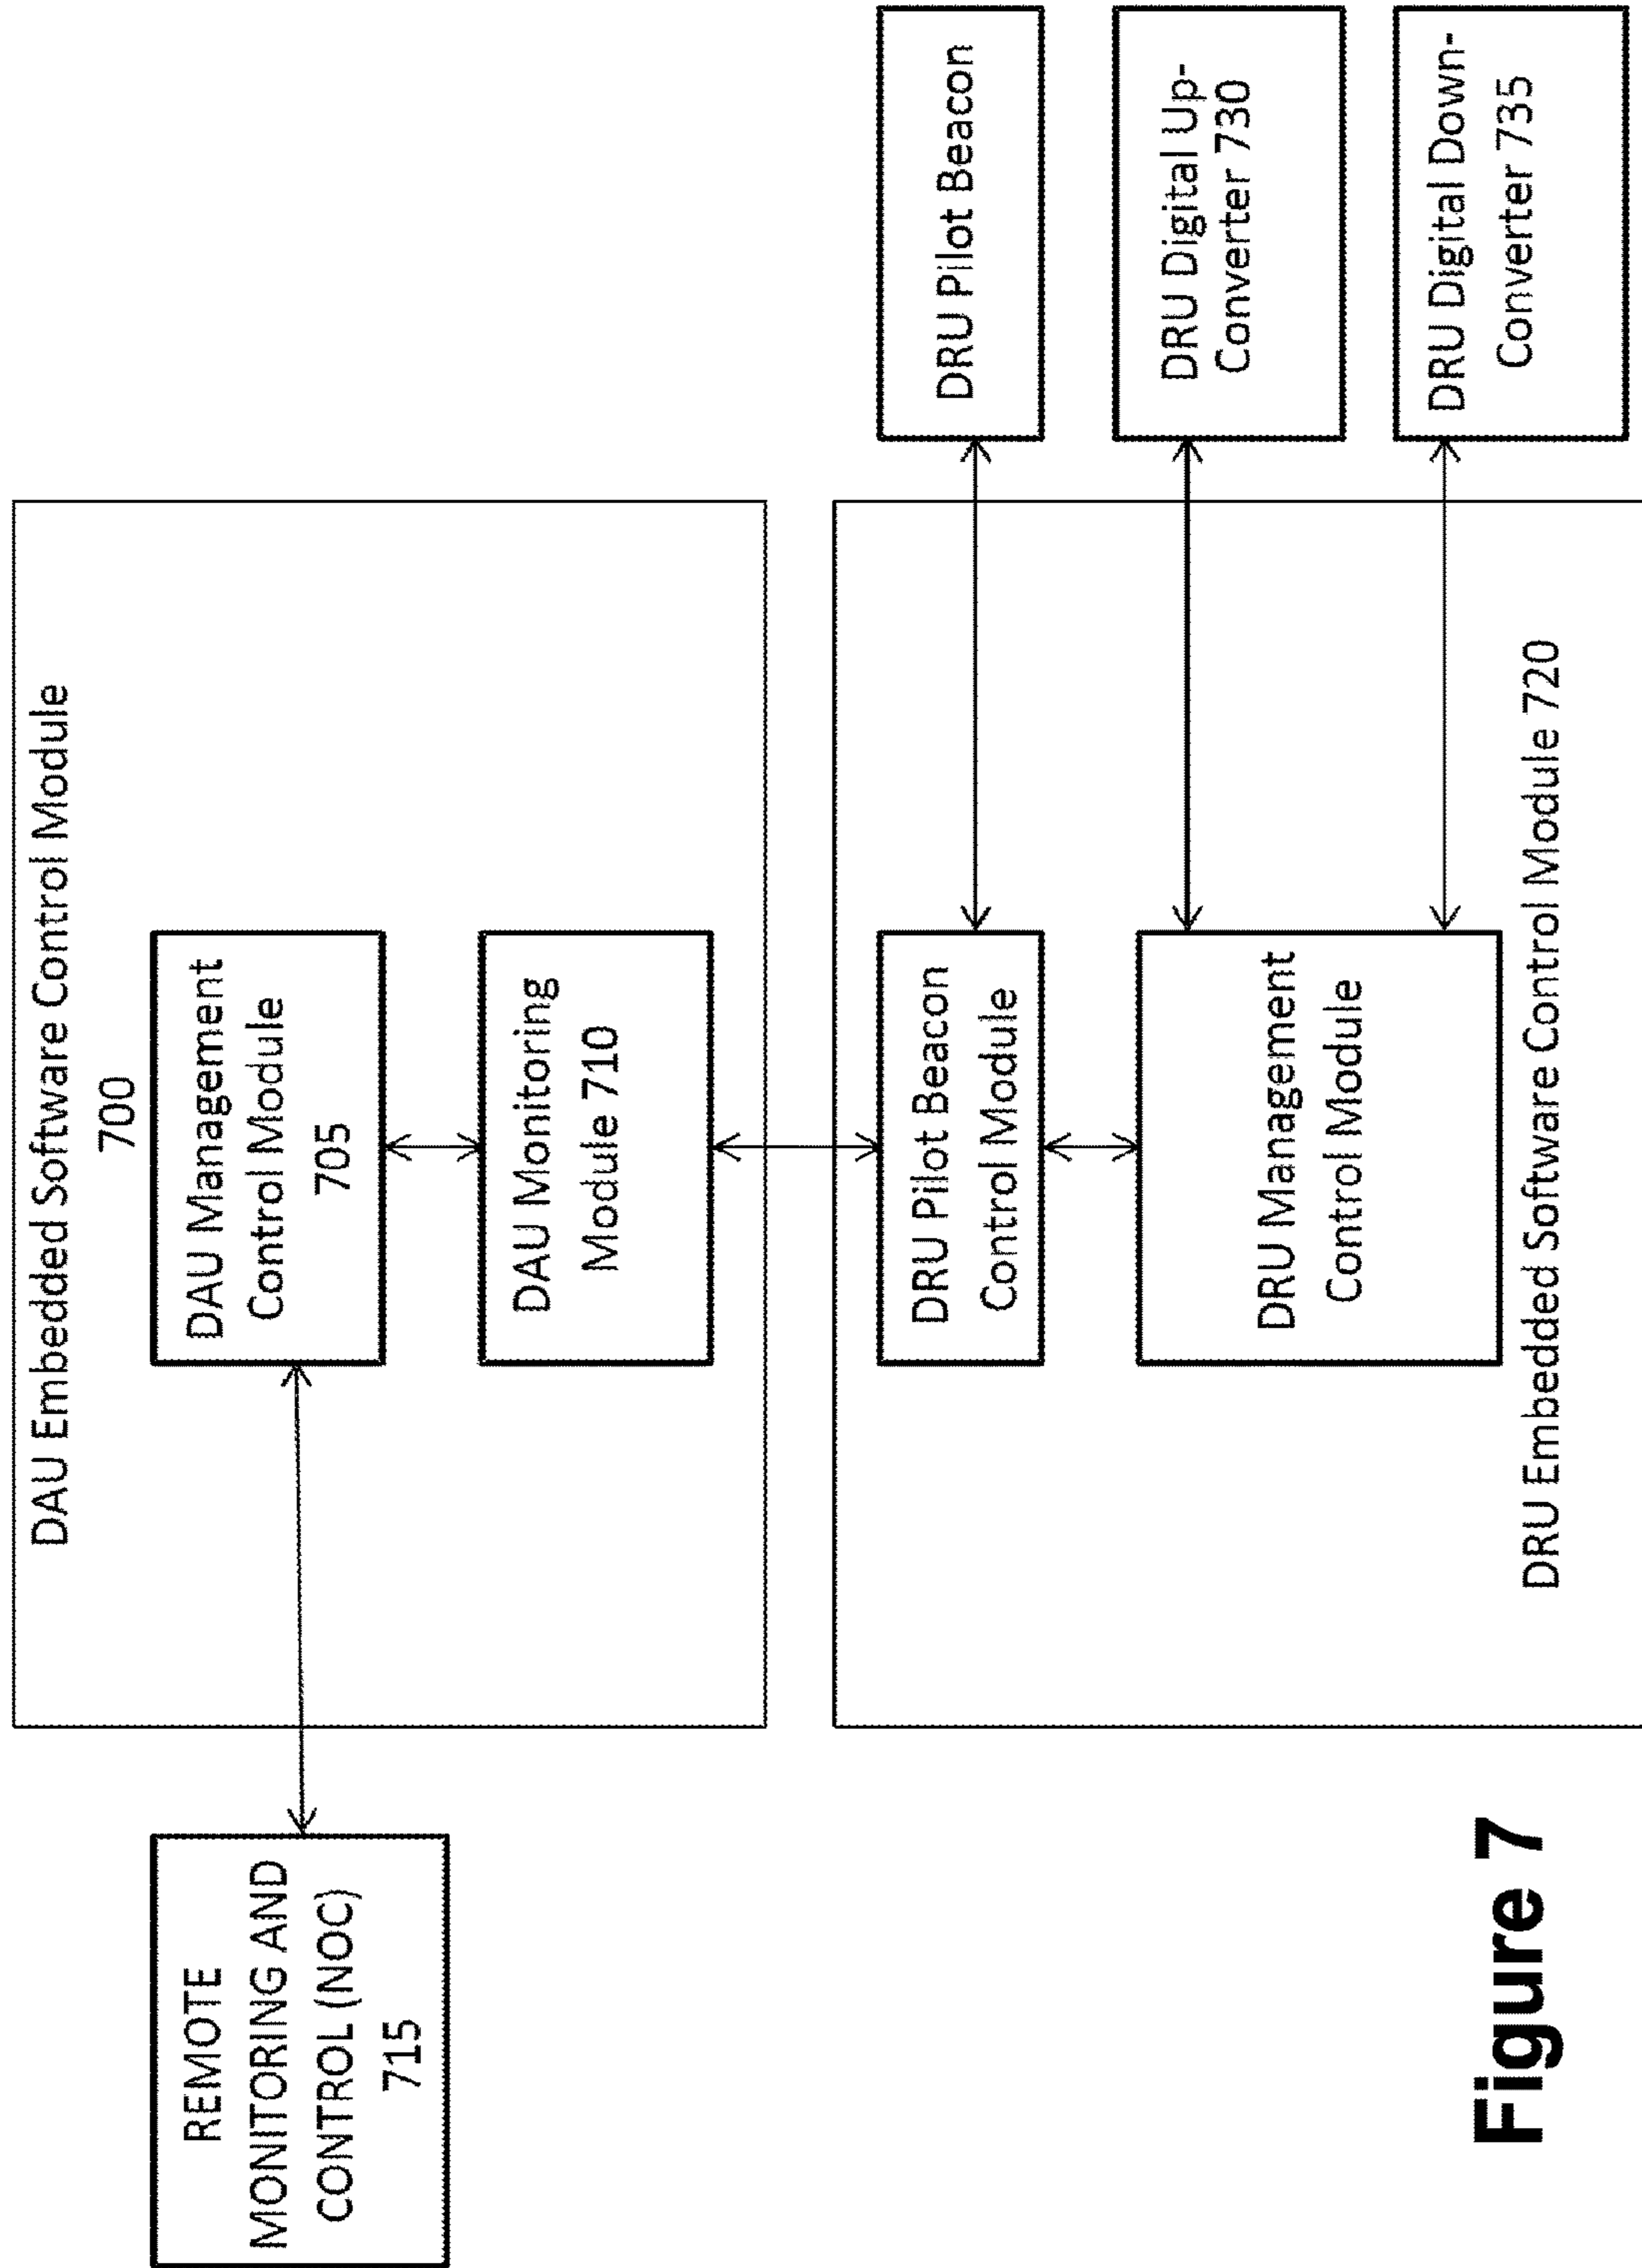 DAU Embedded Software Control Module
700
REMOTE
MONITORING AND
CONTROL (NOC)
715
DAU Management
Control Module
705
DAU Monitoring
Module 710
DRU Pilot Beacon
Control Module
DRU Pilot Beacon
DRU Management
Control Module
DRU Digital Up-
Converter 730
DRU Digital Down-
Converter 735
DRU Embedded Software Control Module 720
Figure 7